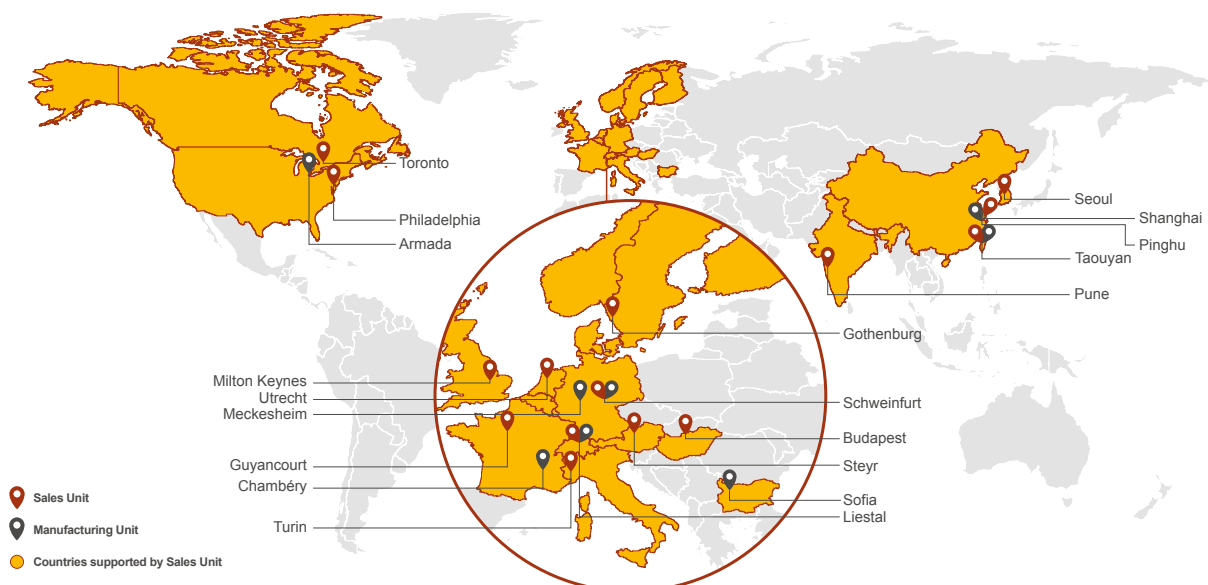 Toronto
Philadelphia
Armada
Seoul
Shanghai
Pinghu
Taouyan
Pune
Gothenburg
Milton Keynes
Utrecht
Meckesheim
Schweinfurt
Budapest
Guyancourt
Steyr
Chambéry
Sofia
Liestal
Turin
Sales Unit
Manufacturing Unit
Countries supported by Sales Unit